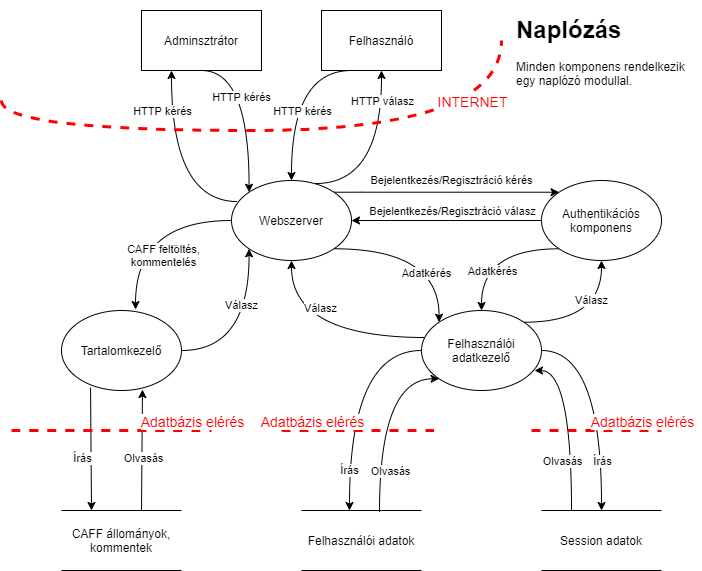 Adminsztrátor
Felhasználó
Naplózás
Minden komponens rendelkezik
egy naplózó modullal.
HTTP kérés
HTTP kérés
HTTP kérés
HTTP válasz
INTERNET
Webszerver
Bejelentkezés/Regisztráció kérés
Bejelentkezés/Regisztráció válasz
Authentikációs
komponens
CAFF feltöltés,
kommentelés
Válasz
Adatkérés
Válasz
Adatkérés
Válasz
Tartalomkezelő
Felhasználói
adatkezelő
Adatbázis elérés
Adatbázis elérés
Adatbázis elérés
Írás
Olvasás
Írás
Olvasás
Olvasás
Írás
CAFF állományok,
kommentek
Felhasználói adatok
Session adatok